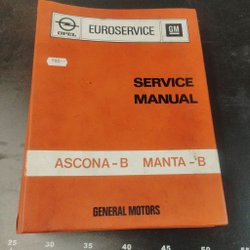 OPEL
EUROSERVICE
GM
SERVICE
MANUAL
ASCONA-B MANTA-B
GENERAL MOTORS
25 30 35 40 45 50